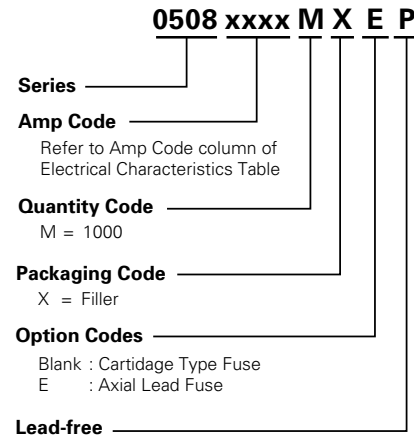 0508 xxxx M X E P
Series
Amp Code
Refer to Amp Code column of
Electrical Characteristics Table
Quantity Code
M = 1000
Packaging Code
X = Filler
Option Codes
Blank : Cartidage Type Fuse
E : Axial Lead Fuse
Lead-free